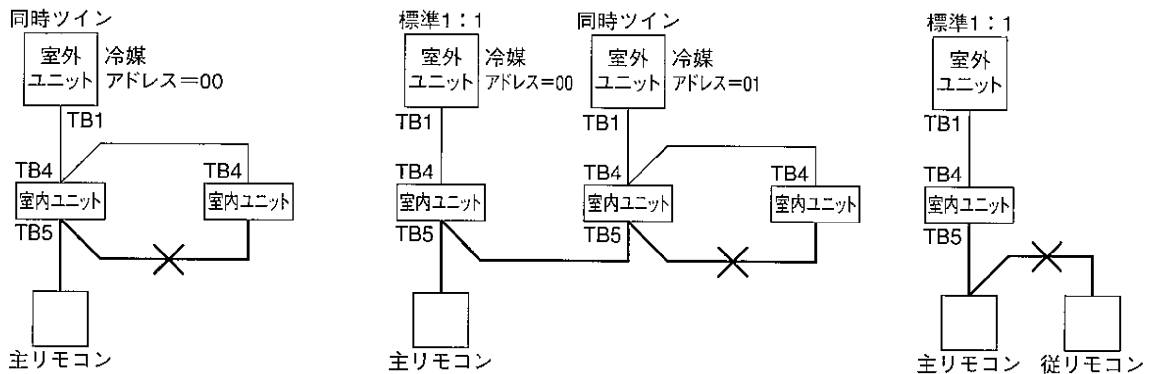 同時ツイン
室外
ユニット
冷媒
アドレス＝00
TB1
TB4
TB4
室内ユニット
室内ユニット
TB5
主リモコン
標準1：1
室外
ユニット
冷媒
アドレス＝00
TB1
TB4
室内ユニット
TB5
主リモコン
同時ツイン
室外
ユニット
冷媒
アドレス＝01
TB1
TB4
TB4
室内ユニット
室内ユニット
TB5
標準1：1
室外
ユニット
TB1
TB4
室内ユニット
TB5
主リモコン
従リモコン